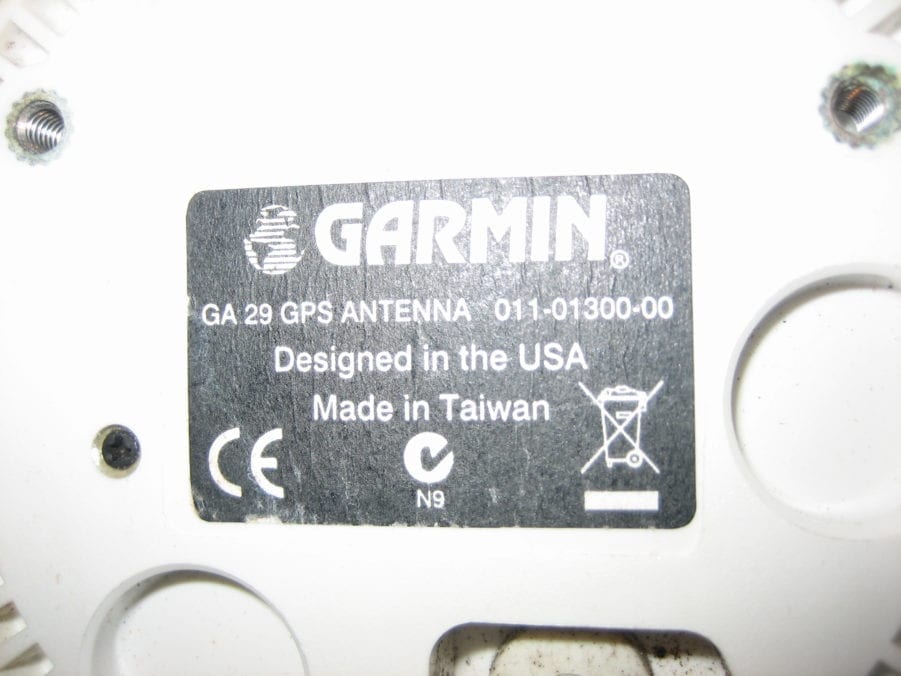 GARMIN®
GA 29 GPS ANTENNA 011-01300-00
Designed in the USA
Made in Taiwan
CE
N9